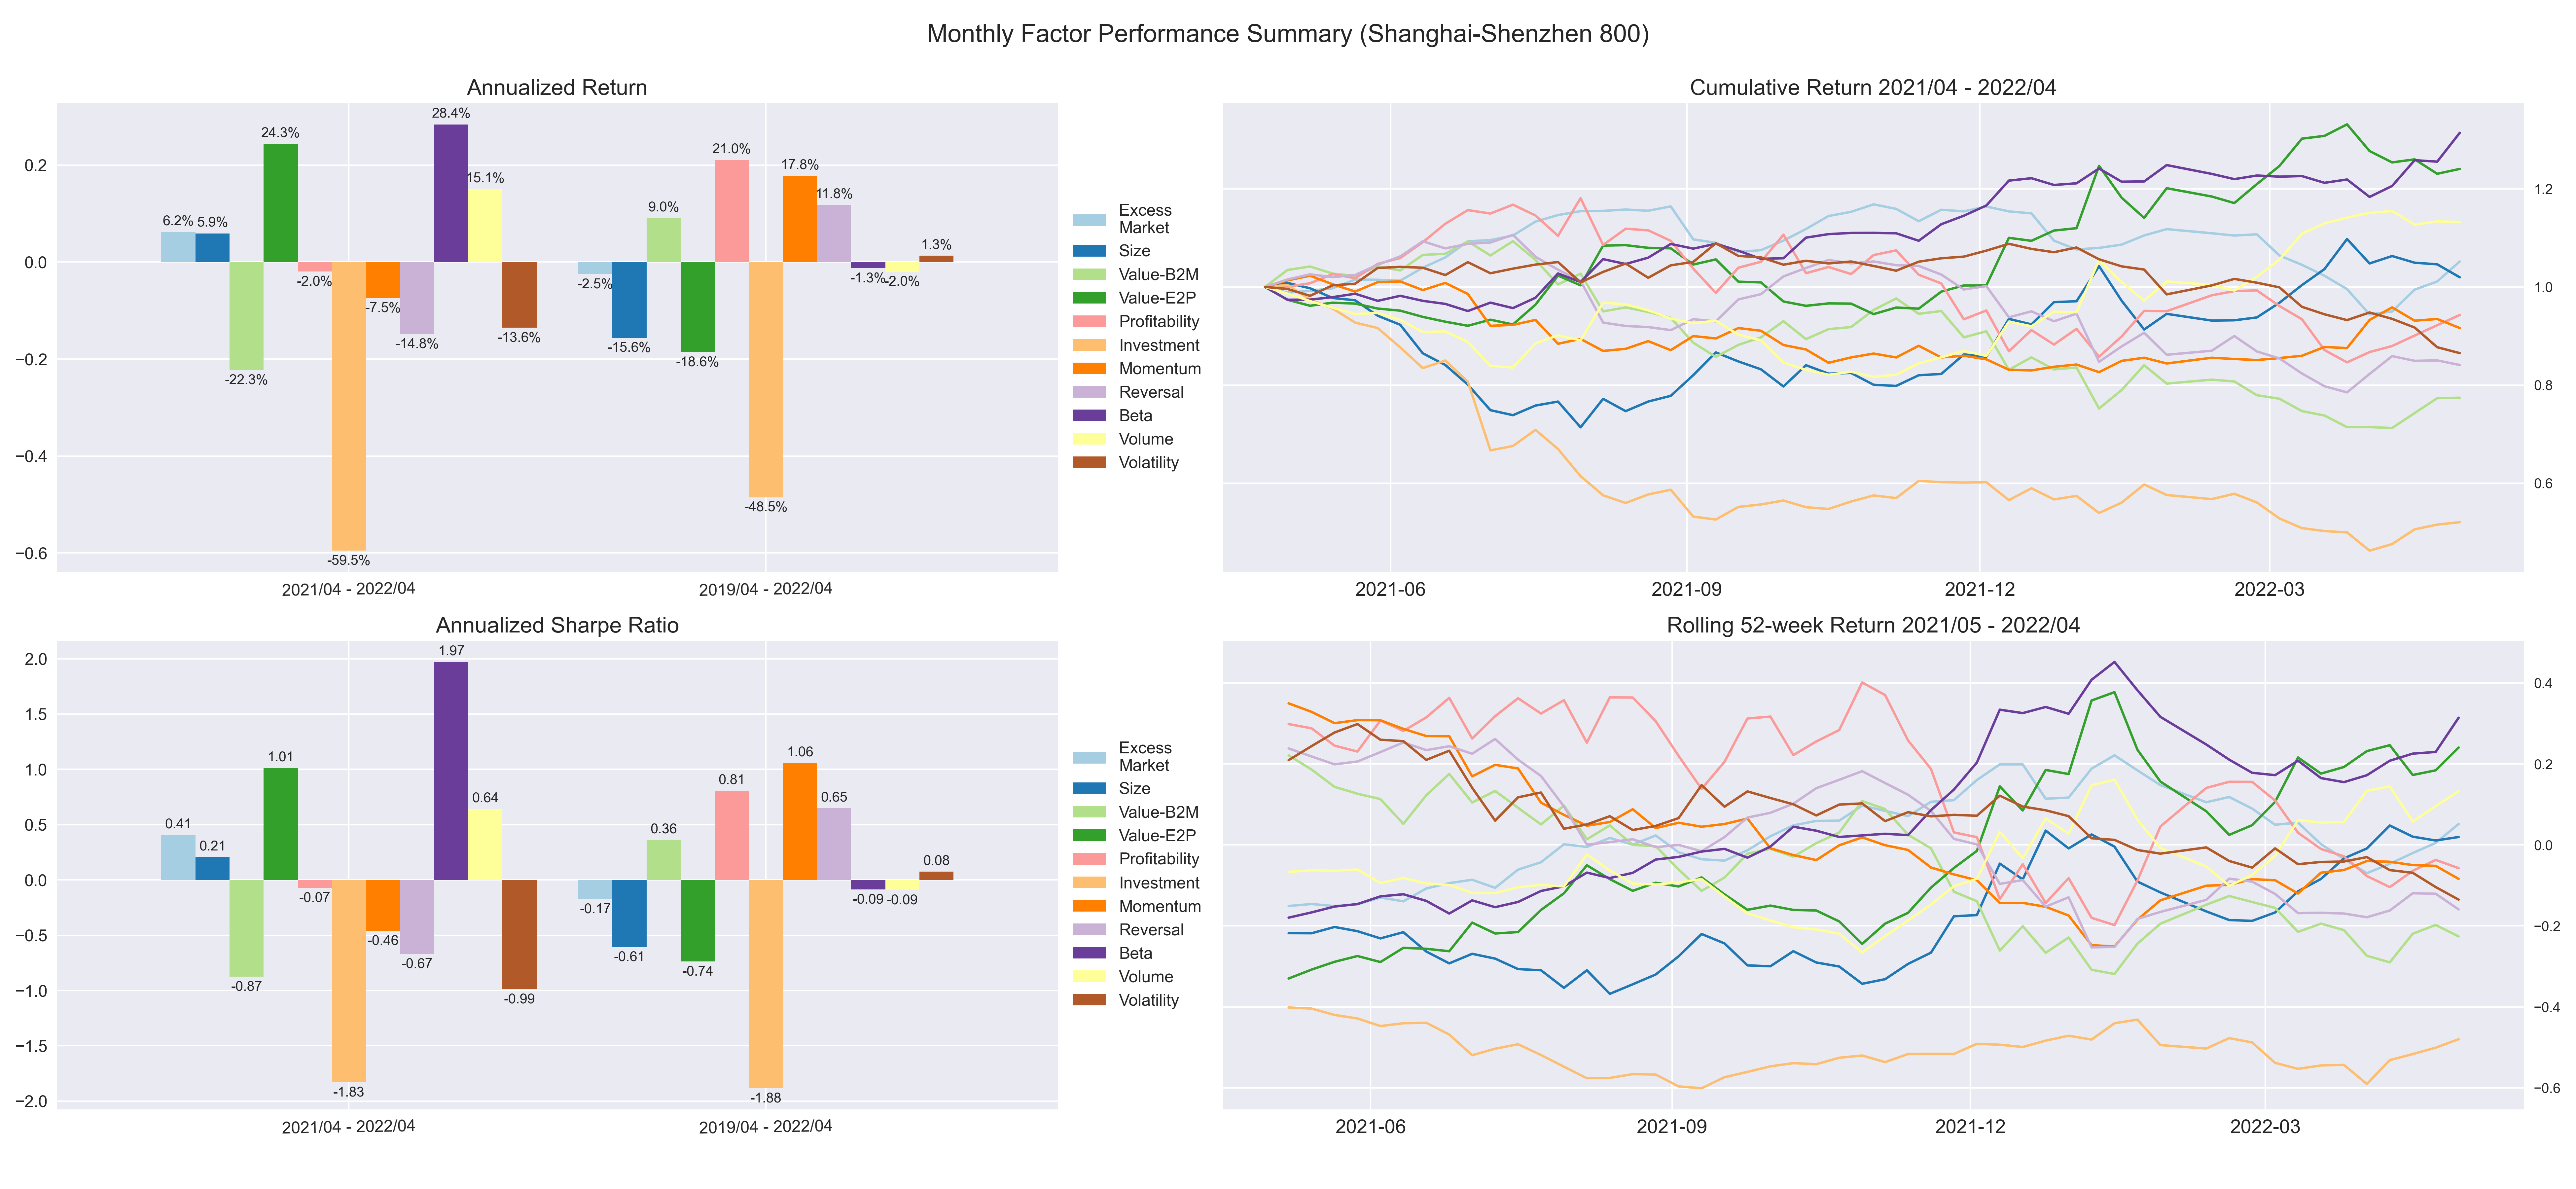 Monthly Factor Performance Summary (Shanghai-Shenzhen 800)
Annualized Return
0.2
0.0
−0.2
−0.4
−0.6
6.2%
5.9%
-22.3%
24.3%
-2.0%
-59.5%
-7.5%
-14.8%
28.4%
15.1%
-13.6%
-2.5%
-15.6%
9.0%
-18.6%
21.0%
-48.5%
17.8%
11.8%
-1.3%
-2.0%
1.3%
2021/04 - 2022/04
2019/04 - 2022/04
Excess
Market
Size
Value-B2M
Value-E2P
Profitability
Investment
Momentum
Reversal
Beta
Volume
Volatility
Cumulative Return 2021/04 - 2022/04
1.2
1.0
0.8
0.6
2021-06
2021-09
2021-12
2022-03
Annualized Sharpe Ratio
2.0
1.5
1.0
0.5
0.0
−0.5
−1.0
−1.5
−2.0
0.41
0.21
-0.87
1.01
-0.07
-1.83
-0.46
-0.67
1.97
0.64
-0.99
-0.17
-0.61
0.36
-0.74
0.81
-1.88
1.06
0.65
-0.09
-0.09
0.08
2021/04 - 2022/04
2019/04 - 2022/04
Excess
Market
Size
Value-B2M
Value-E2P
Profitability
Investment
Momentum
Reversal
Beta
Volume
Volatility
Rolling 52-week Return 2021/05 - 2022/04
0.4
0.2
0.0
−0.2
−0.4
−0.6
2021-06
2021-09
2021-12
2022-03